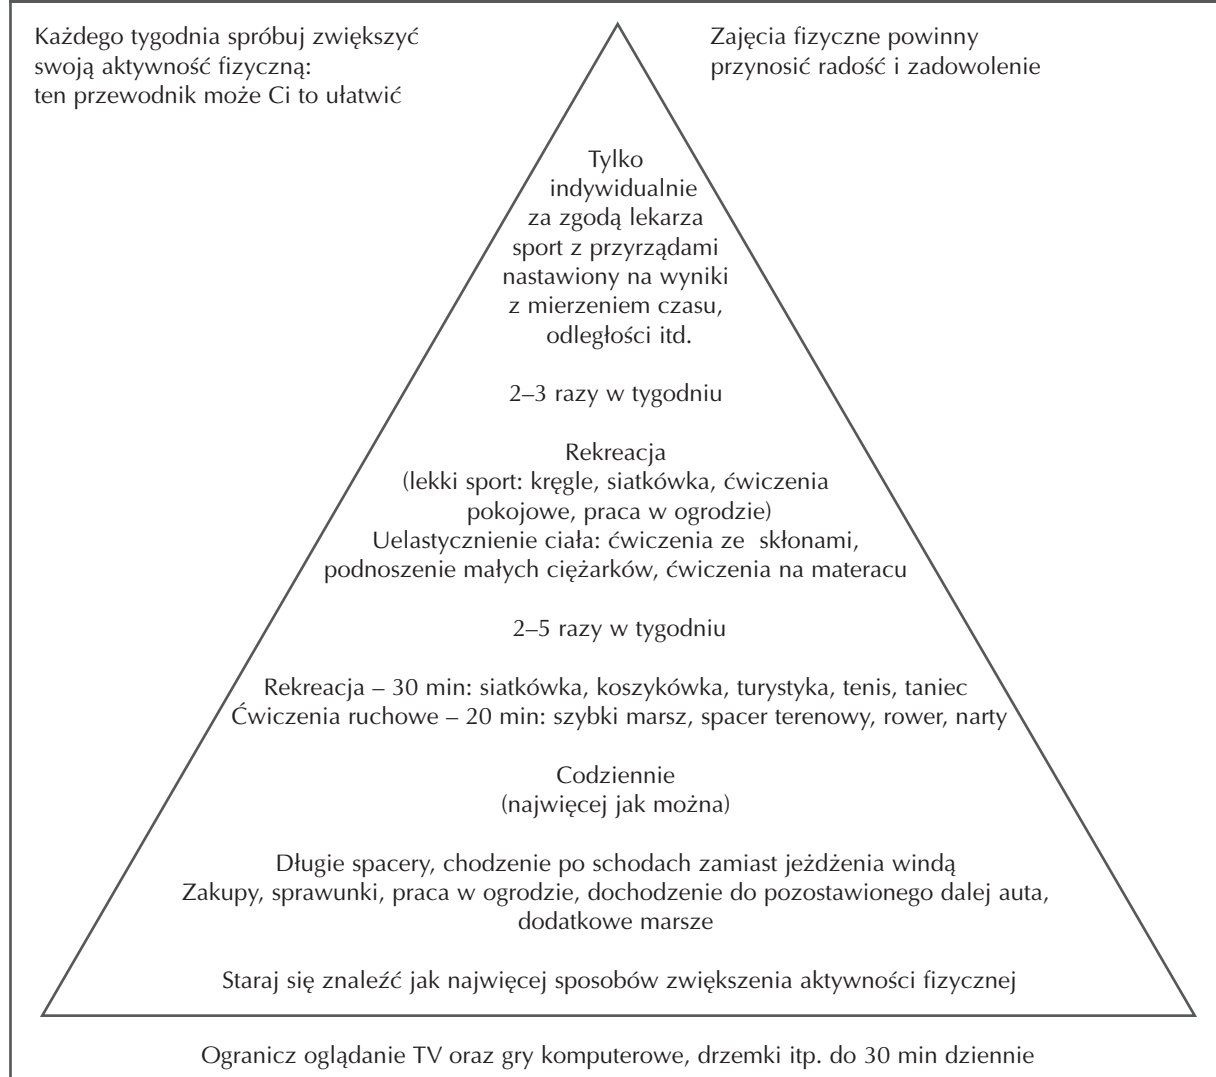 Każdego tygodnia spróbuj zwiększyć
swoją aktywność fizyczną:
ten przewodnik może Ci to ułatwić
Zajęcia fizyczne powinny
przynosić radość i zadowolenie
Tylko
indywidualnie
za zgodą lekarza
sport z przyrządami
nastawiony na wyniki
z mierzeniem czasu,
odległości itd.
2–3 razy w tygodniu
Rekreacja
(lekki sport: kręgle, siatkówka, ćwiczenia
pokojowe, praca w ogrodzie)
Uelastycznienie ciała: ćwiczenia ze skłonami,
podnoszenie małych ciężarków, ćwiczenia na materacu
2–5 razy w tygodniu
Rekreacja – 30 min: siatkówka, koszykówka, turystyka, tenis, taniec
Ćwiczenia ruchowe – 20 min: szybki marsz, spacer terenowy, rower, narty
Codziennie
(najwięcej jak można)
Długie spacery, chodzenie po schodach zamiast jeżdżenia windą
Zakupy, sprawunki, praca w ogrodzie, dochodzenie do pozostawionego dalej auta,
dodatkowe marsze
Staraj się znaleźć jak najwięcej sposobów zwiększenia aktywności fizycznej
Ogranicz oglądanie TV oraz gry komputerowe, drzemki itp. do 30 min dziennie